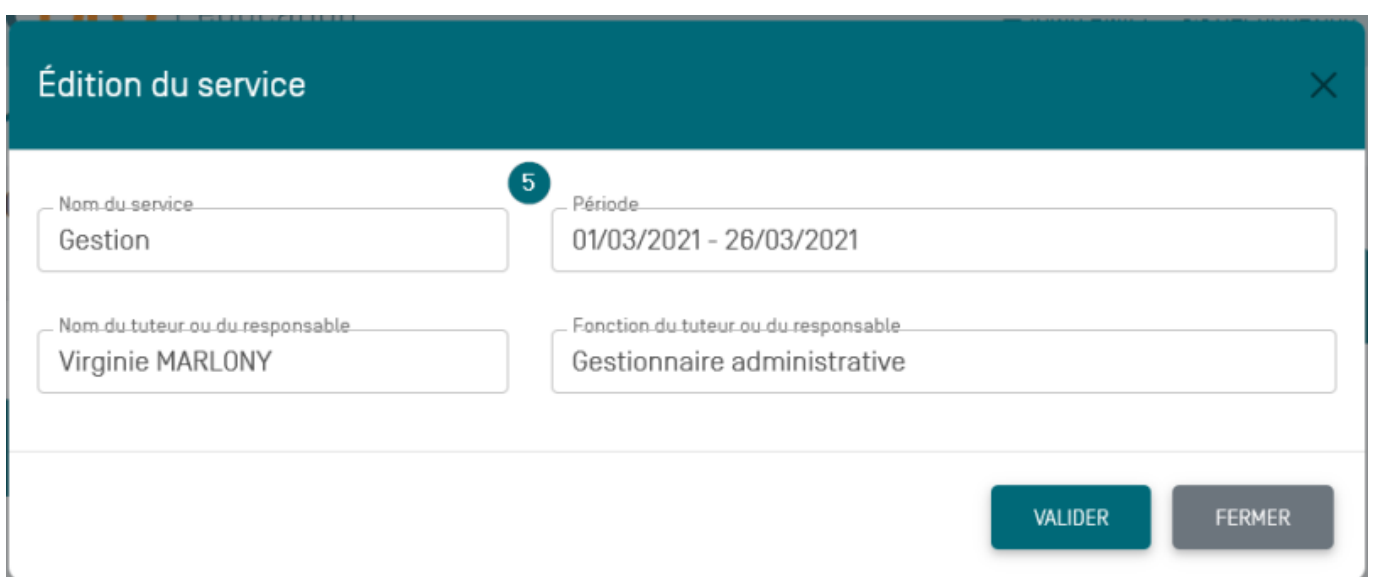 Édition du service
5
Nom du service
Gestion
Période
01/03/2021 - 26/03/2021
Nom du tuteur ou du responsable
Virginie MARLONY
Fonction du tuteur ou du responsable
Gestionnaire administrative
VALIDER
FERMER